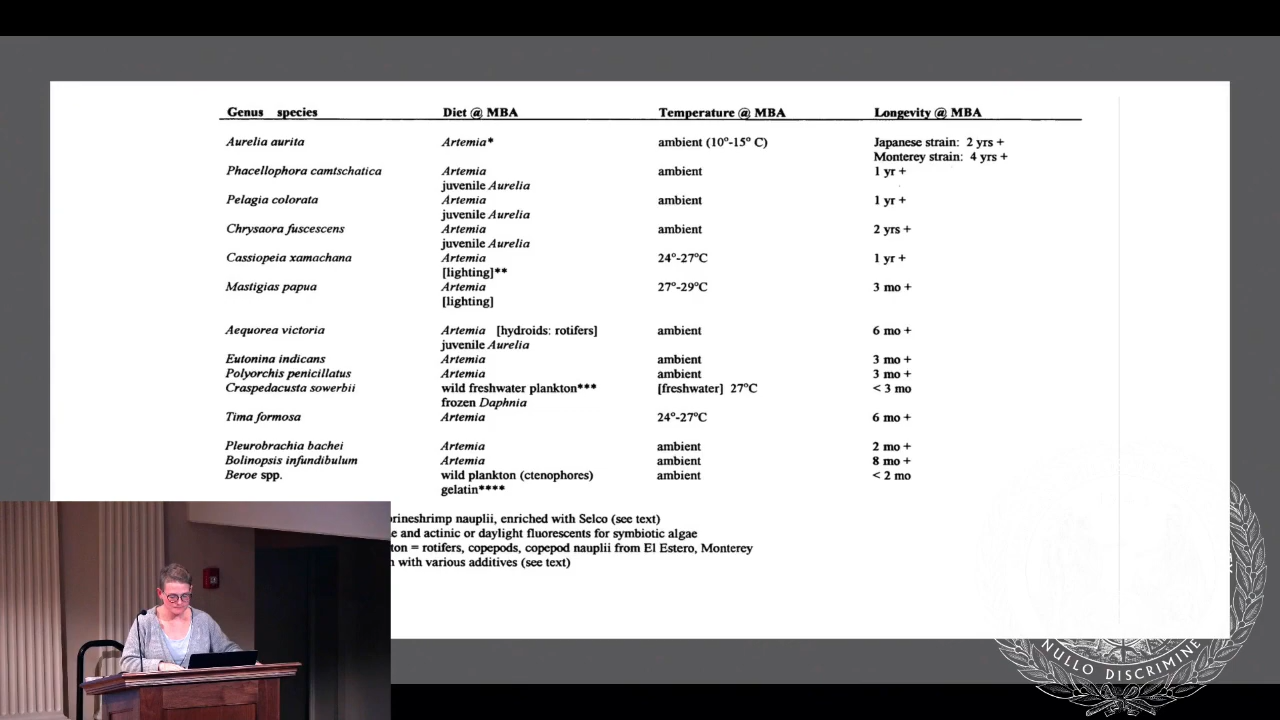 Genus species Diet @ MBA Temperature @ MBA Longevity @ MBA
Aurelia aurita Artemia* ambient (10°-15° C) Japanese strain: 2 yrs +
Monterey strain: 4 yrs +
Phacellophora camtschatica Artemia ambient 1 yr +
juvenile Aurelia
Pelagia colorata Artemia ambient 1 yr +
juvenile Aurelia
Chrysaora fuscescens Artemia ambient 2 yrs +
juvenile Aurelia
Cassiopeia xamachana Artemia 24°-27°C 1 yr +
[lighting]**
Mastigias papua Artemia 27°-29°C 3 mo +
[lighting]
Aequorea victoria Artemia [hydroids: rotifers] ambient 6 mo +
juvenile Aurelia
Eutonina indicans Artemia ambient 3 mo +
Polyorchis penicillatus Artemia ambient 3 mo +
Craspedacusta sowerbii wild freshwater plankton*** [freshwater] 27°C < 3 mo
frozen Daphnia
Tima formosa Artemia 24°-27°C 6 mo +
Pleurobrachia bachei Artemia ambient 2 mo +
Bolinopsis infundibulum Artemia ambient 8 mo +
Beroe spp. wild plankton (ctenophores) ambient < 2 mo
gelatin****
rineshrimp nauplii, enriched with Selco (see text)
e and actinic or daylight fluorescents for symbiotic algae
ton = rotifers, copepods, copepod nauplii from El Estero, Monterey
with various additives (see text)
NULLO DISCRIMINE